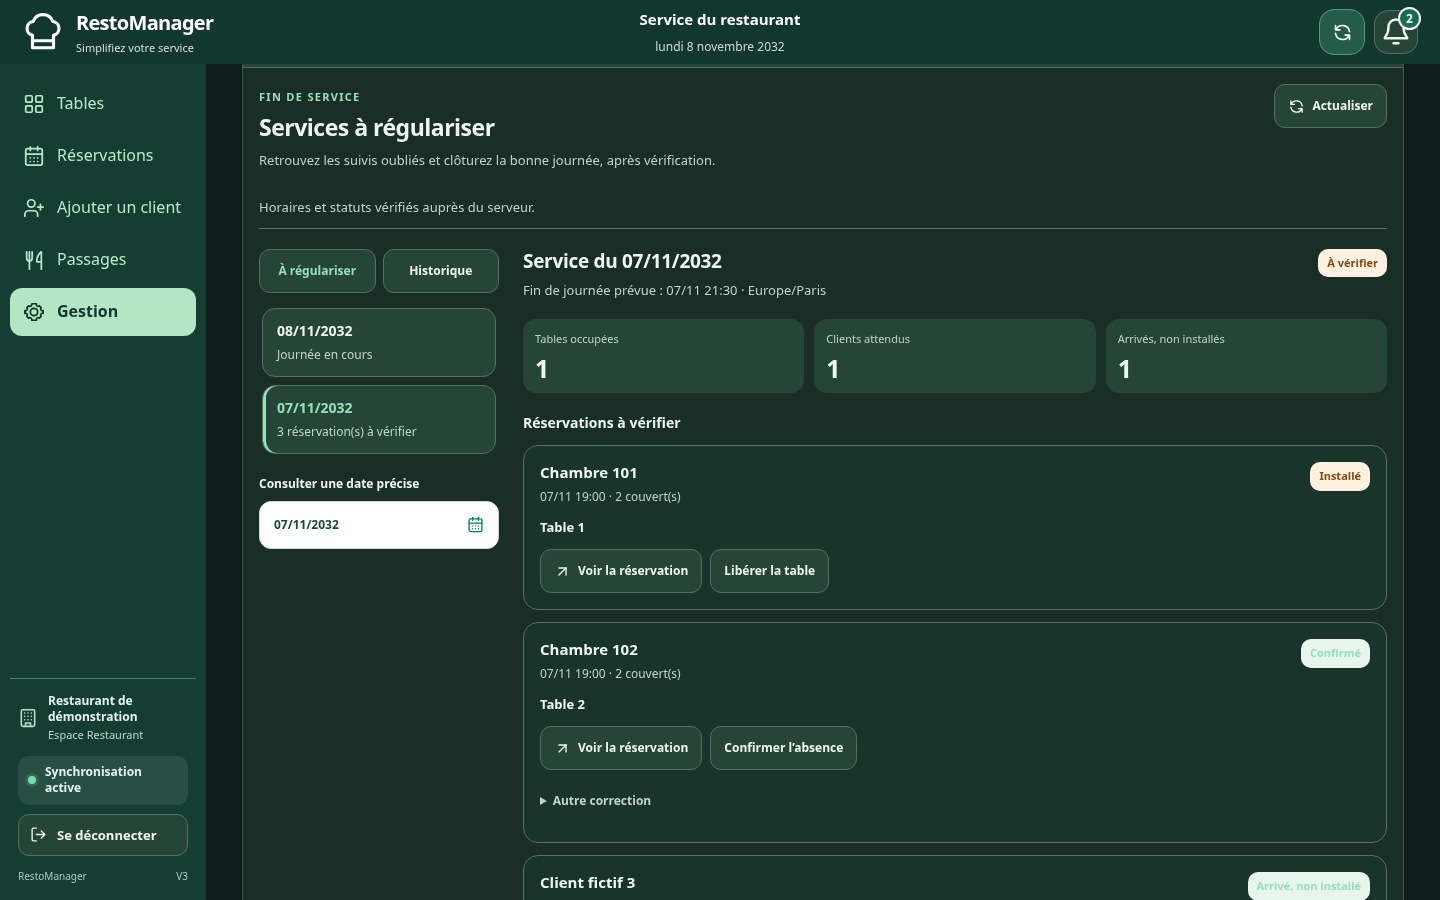 RestoManager
Simplifiez votre service
Service du restaurant
lundi 8 novembre 2032
2
Tables
Réservations
Ajouter un client
Passages
Gestion
Restaurant de
démonstration
Espace Restaurant
Synchronisation
active
Se déconnecter
RestoManager V3
FIN DE SERVICE
Services à régulariser
Retrouvez les suivis oubliés et clôturez la bonne journée, après vérification.
Actualiser
Horaires et statuts vérifiés auprès du serveur.
À régulariser Historique
08/11/2032
Journée en cours
07/11/2032
3 réservation(s) à vérifier
Consulter une date précise
07/11/2032
Service du 07/11/2032
À vérifier
Fin de journée prévue : 07/11 21:30 · Europe/Paris
Tables occupées
1
Clients attendus
1
Arrivés, non installés
1
Réservations à vérifier
Chambre 101
Installé
07/11 19:00 · 2 couvert(s)
Table 1
Voir la réservation Libérer la table
Chambre 102
Confirmé
07/11 19:00 · 2 couvert(s)
Table 2
Voir la réservation Confirmer l’absence
Autre correction
Client fictif 3
Arrivé, non installé